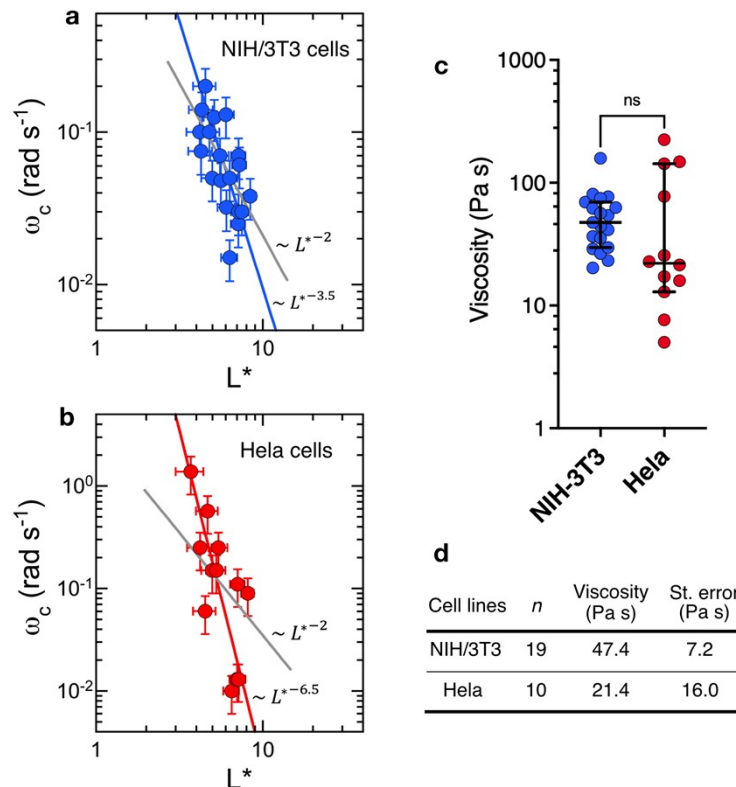 a
NIH/3T3 cells
10⁻¹
10⁻²
ω_c (rad s⁻¹)
~ L*⁻²
~ L*⁻³·⁵
1
10
L*
b
Hela cells
10⁰
10⁻¹
10⁻²
ω_c (rad s⁻¹)
~ L*⁻²
~ L*⁻⁶·⁵
1
10
L*
c
ns
1000
100
10
1
Viscosity (Pa s)
NIH-3T3
Hela
d
Cell lines n Viscosity (Pa s) St. error (Pa s)
NIH/3T3 19 47.4 7.2
Hela 10 21.4 16.0